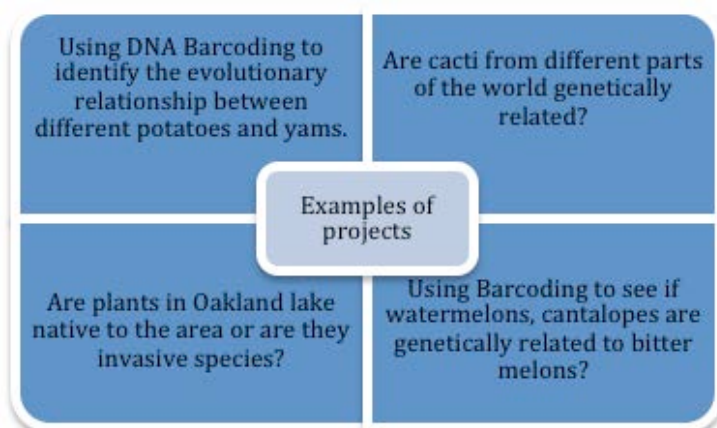 Using DNA Barcoding to
identify the evolutionary
relationship between
different potatoes and yams.
Are cacti from different parts
of the world genetically
related?
Examples of
projects
Are plants in Oakland lake
native to the area or are they
invasive species?
Using Barcoding to see if
watermelons, cantalopes are
genetically related to bitter
melons?